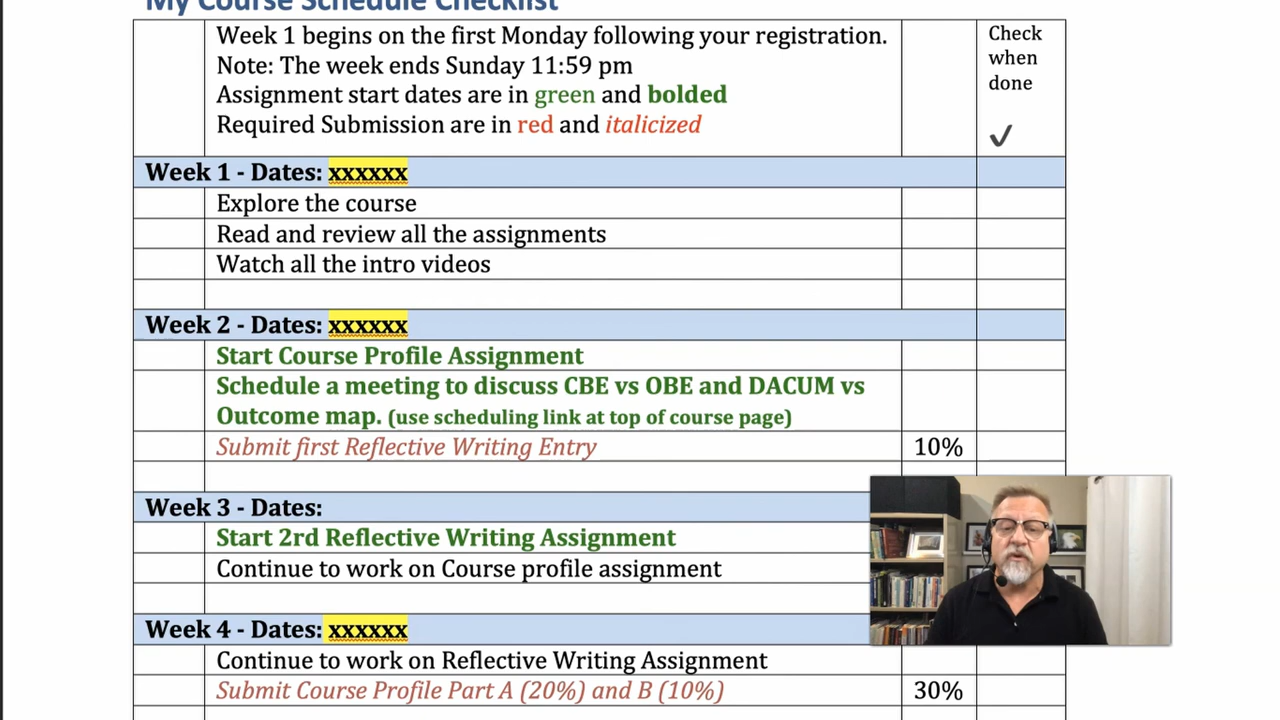 My Course Schedule Checklist
Week 1 begins on the first Monday following your registration.
Note: The week ends Sunday 11:59 pm
Assignment start dates are in green and bolded
Required Submission are in red and italicized
Check
when
done
✓
Week 1 - Dates: xxxxxx
Explore the course
Read and review all the assignments
Watch all the intro videos
Week 2 - Dates: xxxxxx
Start Course Profile Assignment
Schedule a meeting to discuss CBE vs OBE and DACUM vs
Outcome map. (use scheduling link at top of course page)
Submit first Reflective Writing Entry 10%
Week 3 - Dates:
Start 2rd Reflective Writing Assignment
Continue to work on Course profile assignment
Week 4 - Dates: xxxxxx
Continue to work on Reflective Writing Assignment
Submit Course Profile Part A (20%) and B (10%) 30%